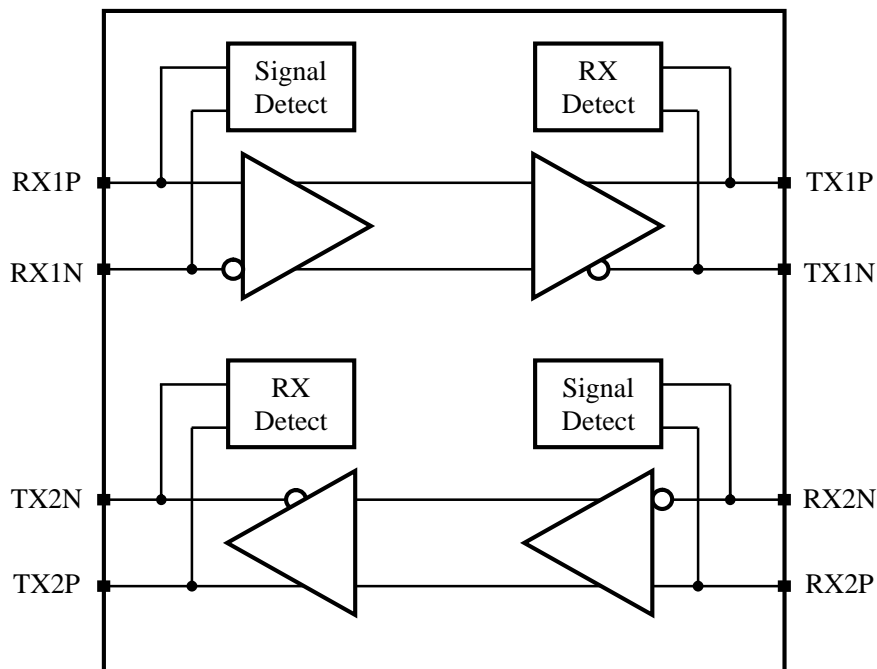 Signal
Detect
RX
Detect
RX1P
TX1P
RX1N
TX1N
RX
Detect
Signal
Detect
TX2N
RX2N
TX2P
RX2P